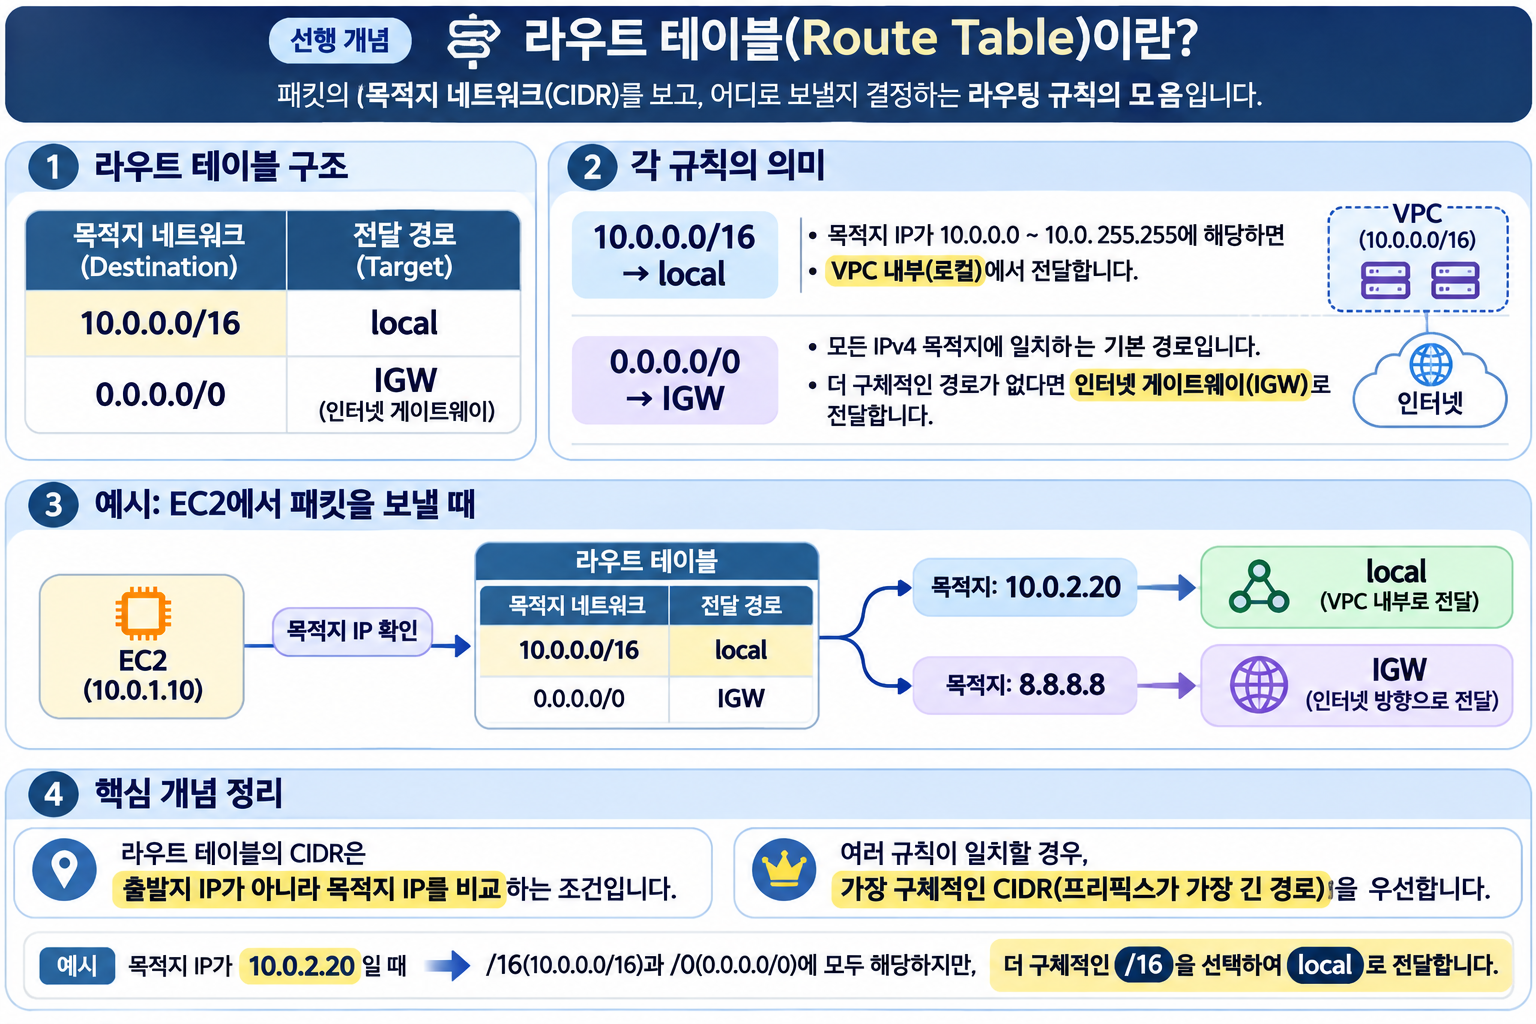 선행 개념
라우트 테이블(Route Table)이란?
패킷의 (목적지 네트워크(CIDR)를 보고, 어디로 보낼지 결정하는 라우팅 규칙의 모 옴입니다.
1 라우트 테이블 구조
목적지 네트워크 (Destination)
전달 경로 (Target)
10.0.0.0/16
local
0.0.0.0/0
IGW
(인터넷 게이트웨이)
2 각 규칙의 의미
10.0.0.0/16
→ local
• 목적지 IP가 10.0.0.0 ~ 10.0. 255.255에 해당하면
• VPC 내부(로컬)에서 전달합니다.
0.0.0.0/0
→ IGW
• 모든 IPv4 목적지에 일치하는 기본 경로입니다.
• 더 구체적인 경로가 없다면 인터넷 게이트웨이(IGW)로
전달합니다.
VPC
(10.0.0.0/16)
인터넷
3 예시: EC2에서 패킷을 보낼 때
EC2
(10.0.1.10)
목적지 IP 확인
라우트 테이블
목적지 네트워크
전달 경로
10.0.0.0/16
local
0.0.0.0/0
IGW
목적지: 10.0.2.20
local
(VPC 내부로 전달)
목적지: 8.8.8.8
IGW
(인터넷 방향으로 전달)
4 핵심 개념 정리
라우트 테이블의 CIDR은
출발지 IP가 아니라 목적지 IP를 비교하는 조건입니다.
여러 규칙이 일치할 경우,
가장 구체적인 CIDR(프리픽스가 가장 긴 경로)을 우선합니다.
예시 목적지 IP가 10.0.2.20일 때 → /16(10.0.0.0/16)과 /0(0.0.0.0/0)에 모두 해당하지만, 더 구체적인 /16을 선택하여 local로 전달합니다.